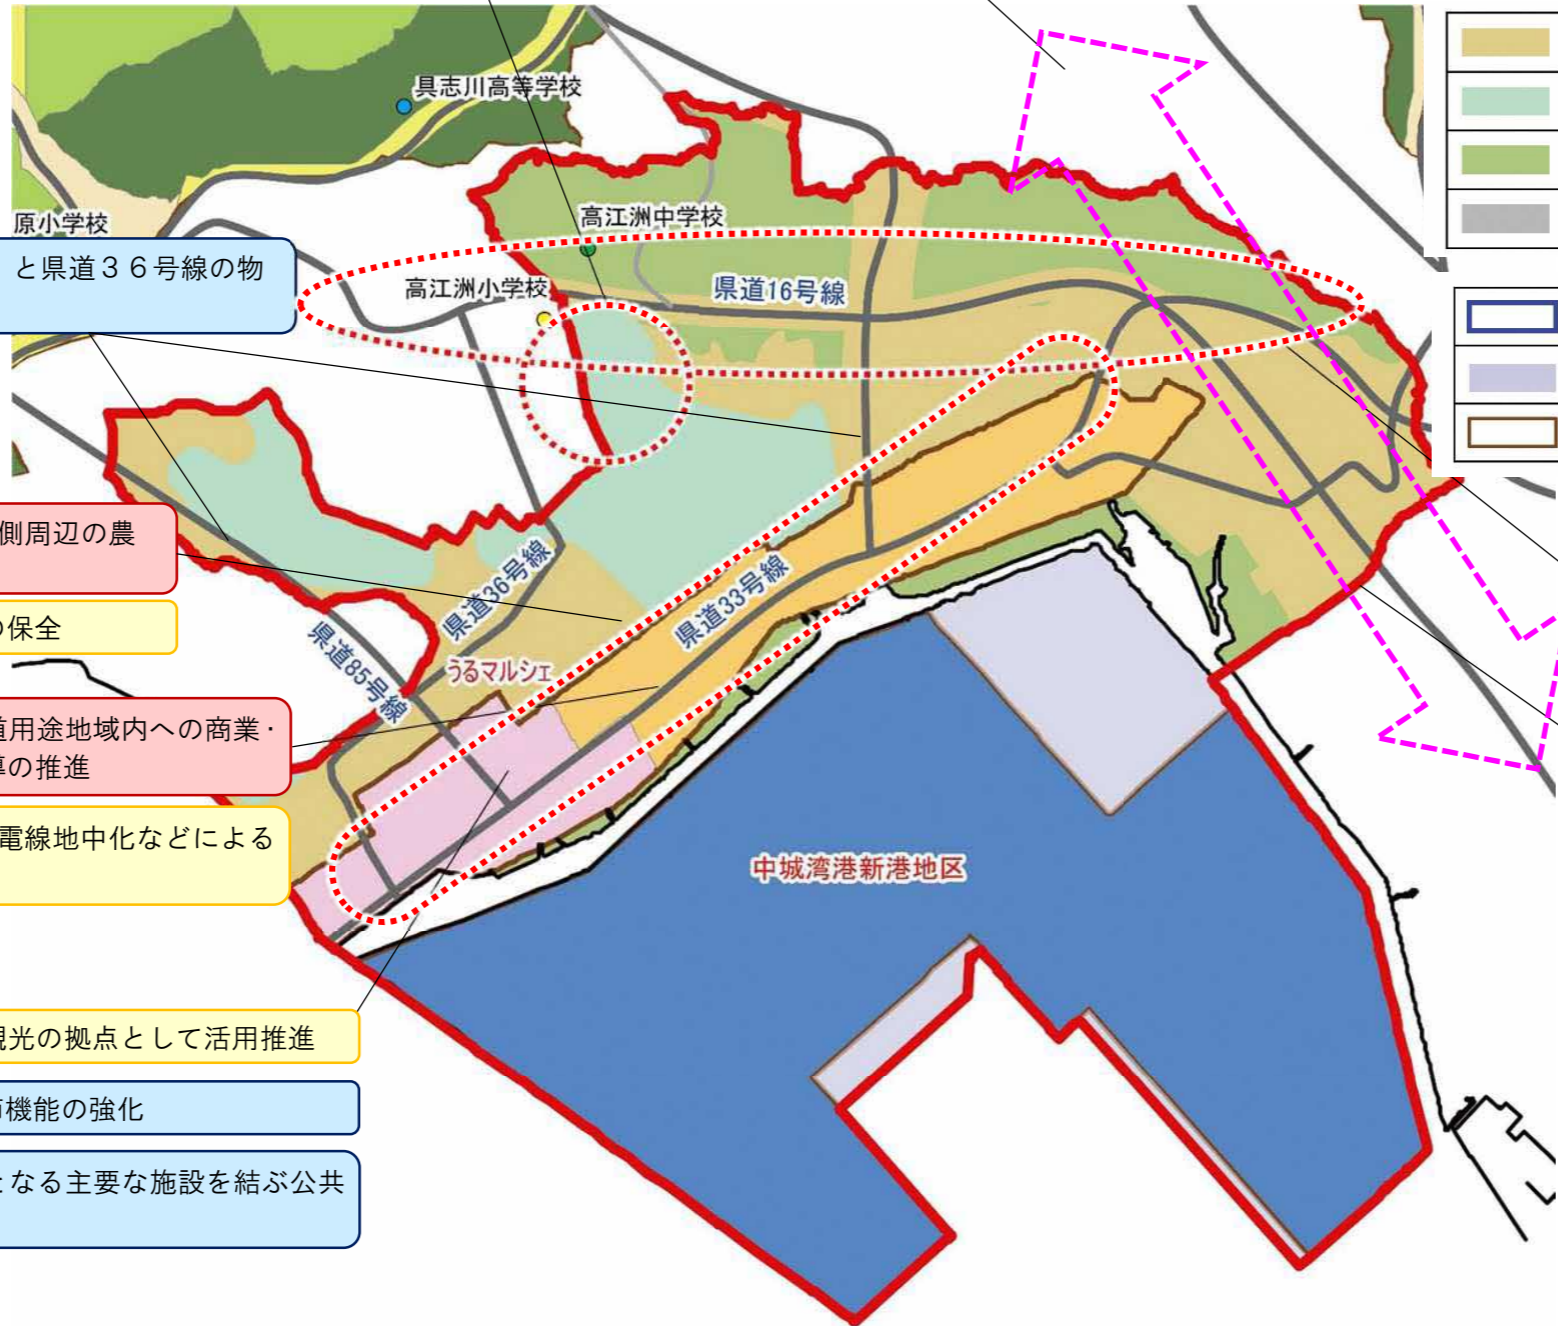 具志川高等学校
原小学校
高江洲中学校
と県道３６号線の物
高江洲小学校
県道16号線
側周辺の農
県道36号線
県道33号線
の保全
県道85号線
うるマルシェ
道用途地域内への商業・
導の推進
電線地中化などによる
中城湾港新港地区
観光の拠点として活用推進
市機能の強化
となる主要な施設を結ぶ公共